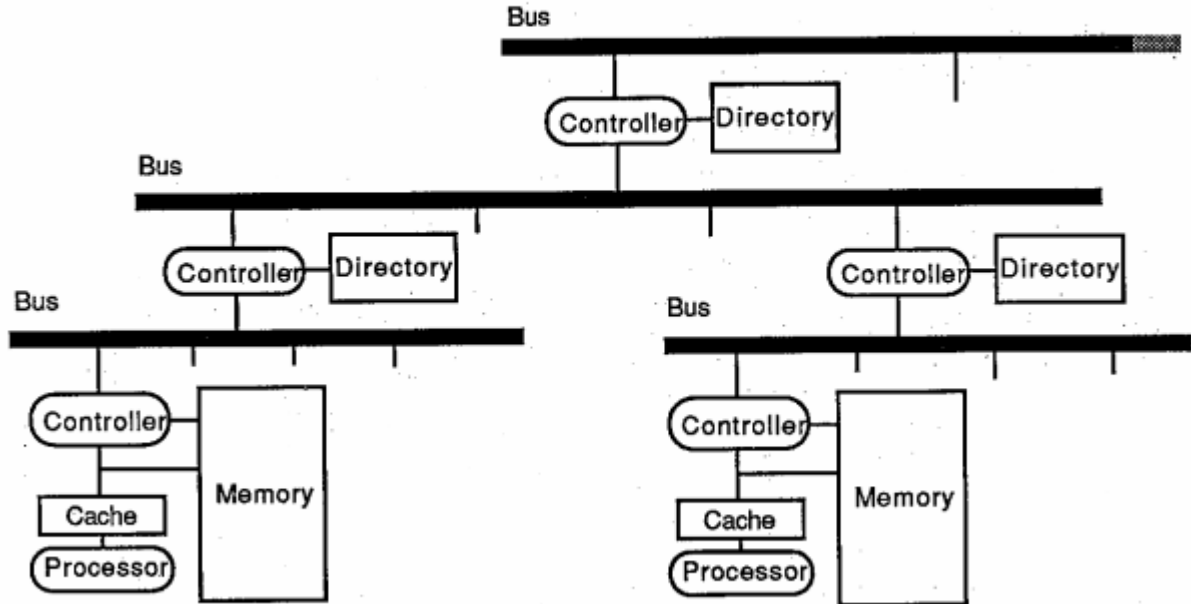 Bus
Controller
Directory
Bus
Controller
Directory
Controller
Directory
Bus
Bus
Controller
Memory
Cache
Processor
Controller
Memory
Cache
Processor